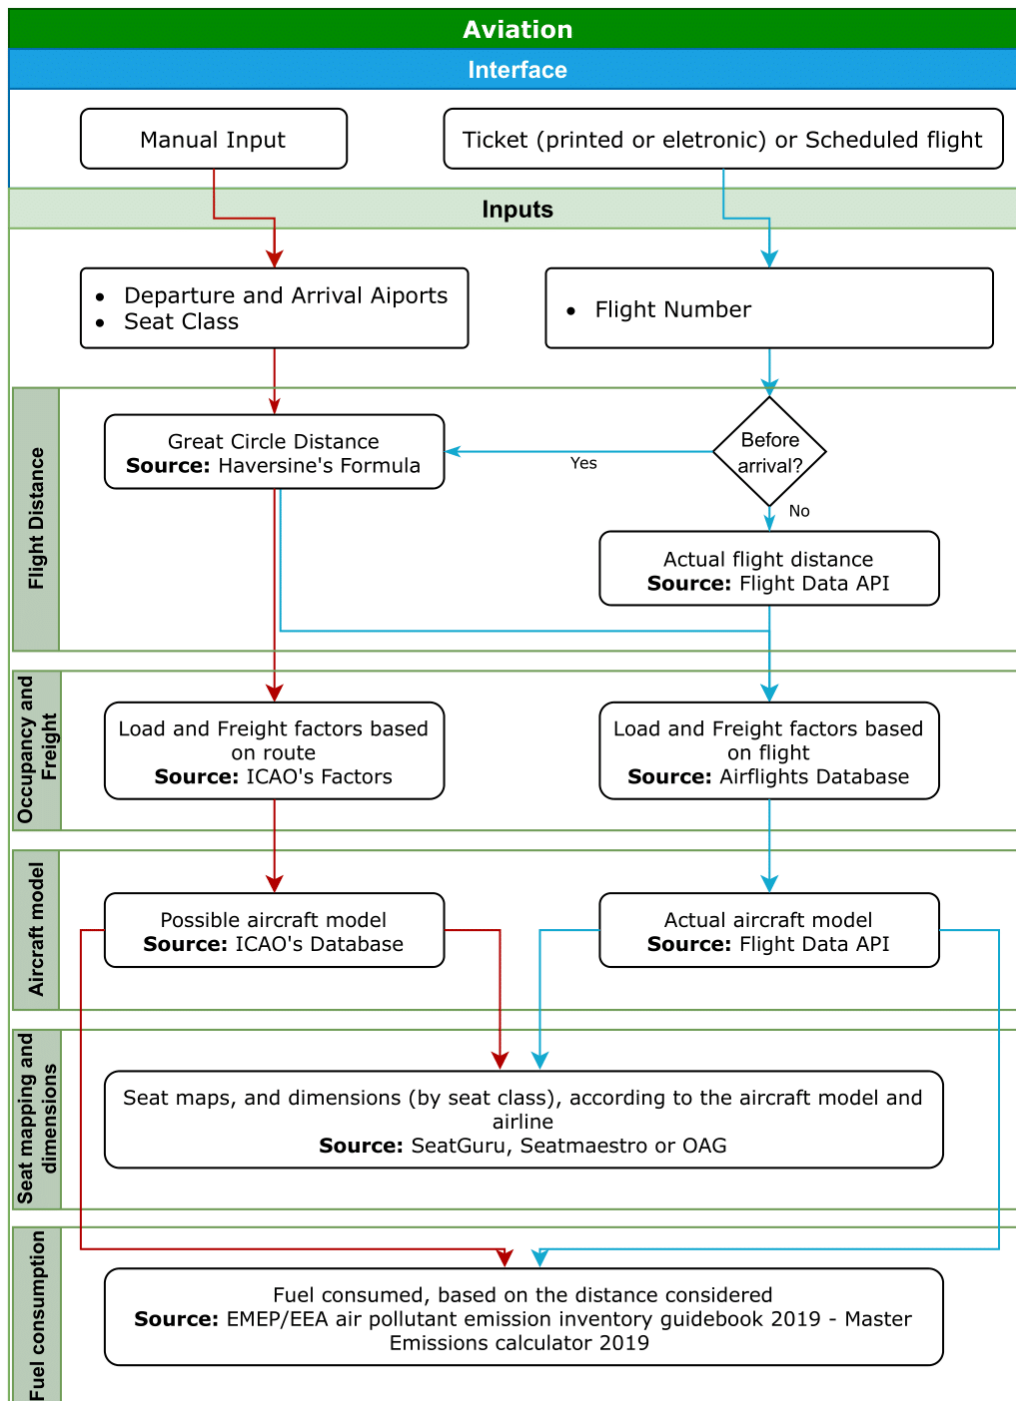 Aviation
Interface
Manual Input
Ticket (printed or eletronic) or Scheduled flight
Inputs
• Departure and Arrival Aiports
• Seat Class
• Flight Number
Flight Distance
Great Circle Distance
Source: Haversine's Formula
Before
arrival?
Yes
No
Actual flight distance
Source: Flight Data API
Occupancy and
Freight
Load and Freight factors based
on route
Source: ICAO's Factors
Load and Freight factors based
on flight
Source: Airflights Database
Aircraft model
Possible aircraft model
Source: ICAO's Database
Actual aircraft model
Source: Flight Data API
Seat mapping and
dimensions
Seat maps, and dimensions (by seat class), according to the aircraft model and
airline
Source: SeatGuru, Seatmaestro or OAG
Fuel consumption
Fuel consumed, based on the distance considered
Source: EMEP/EEA air pollutant emission inventory guidebook 2019 - Master
Emissions calculator 2019